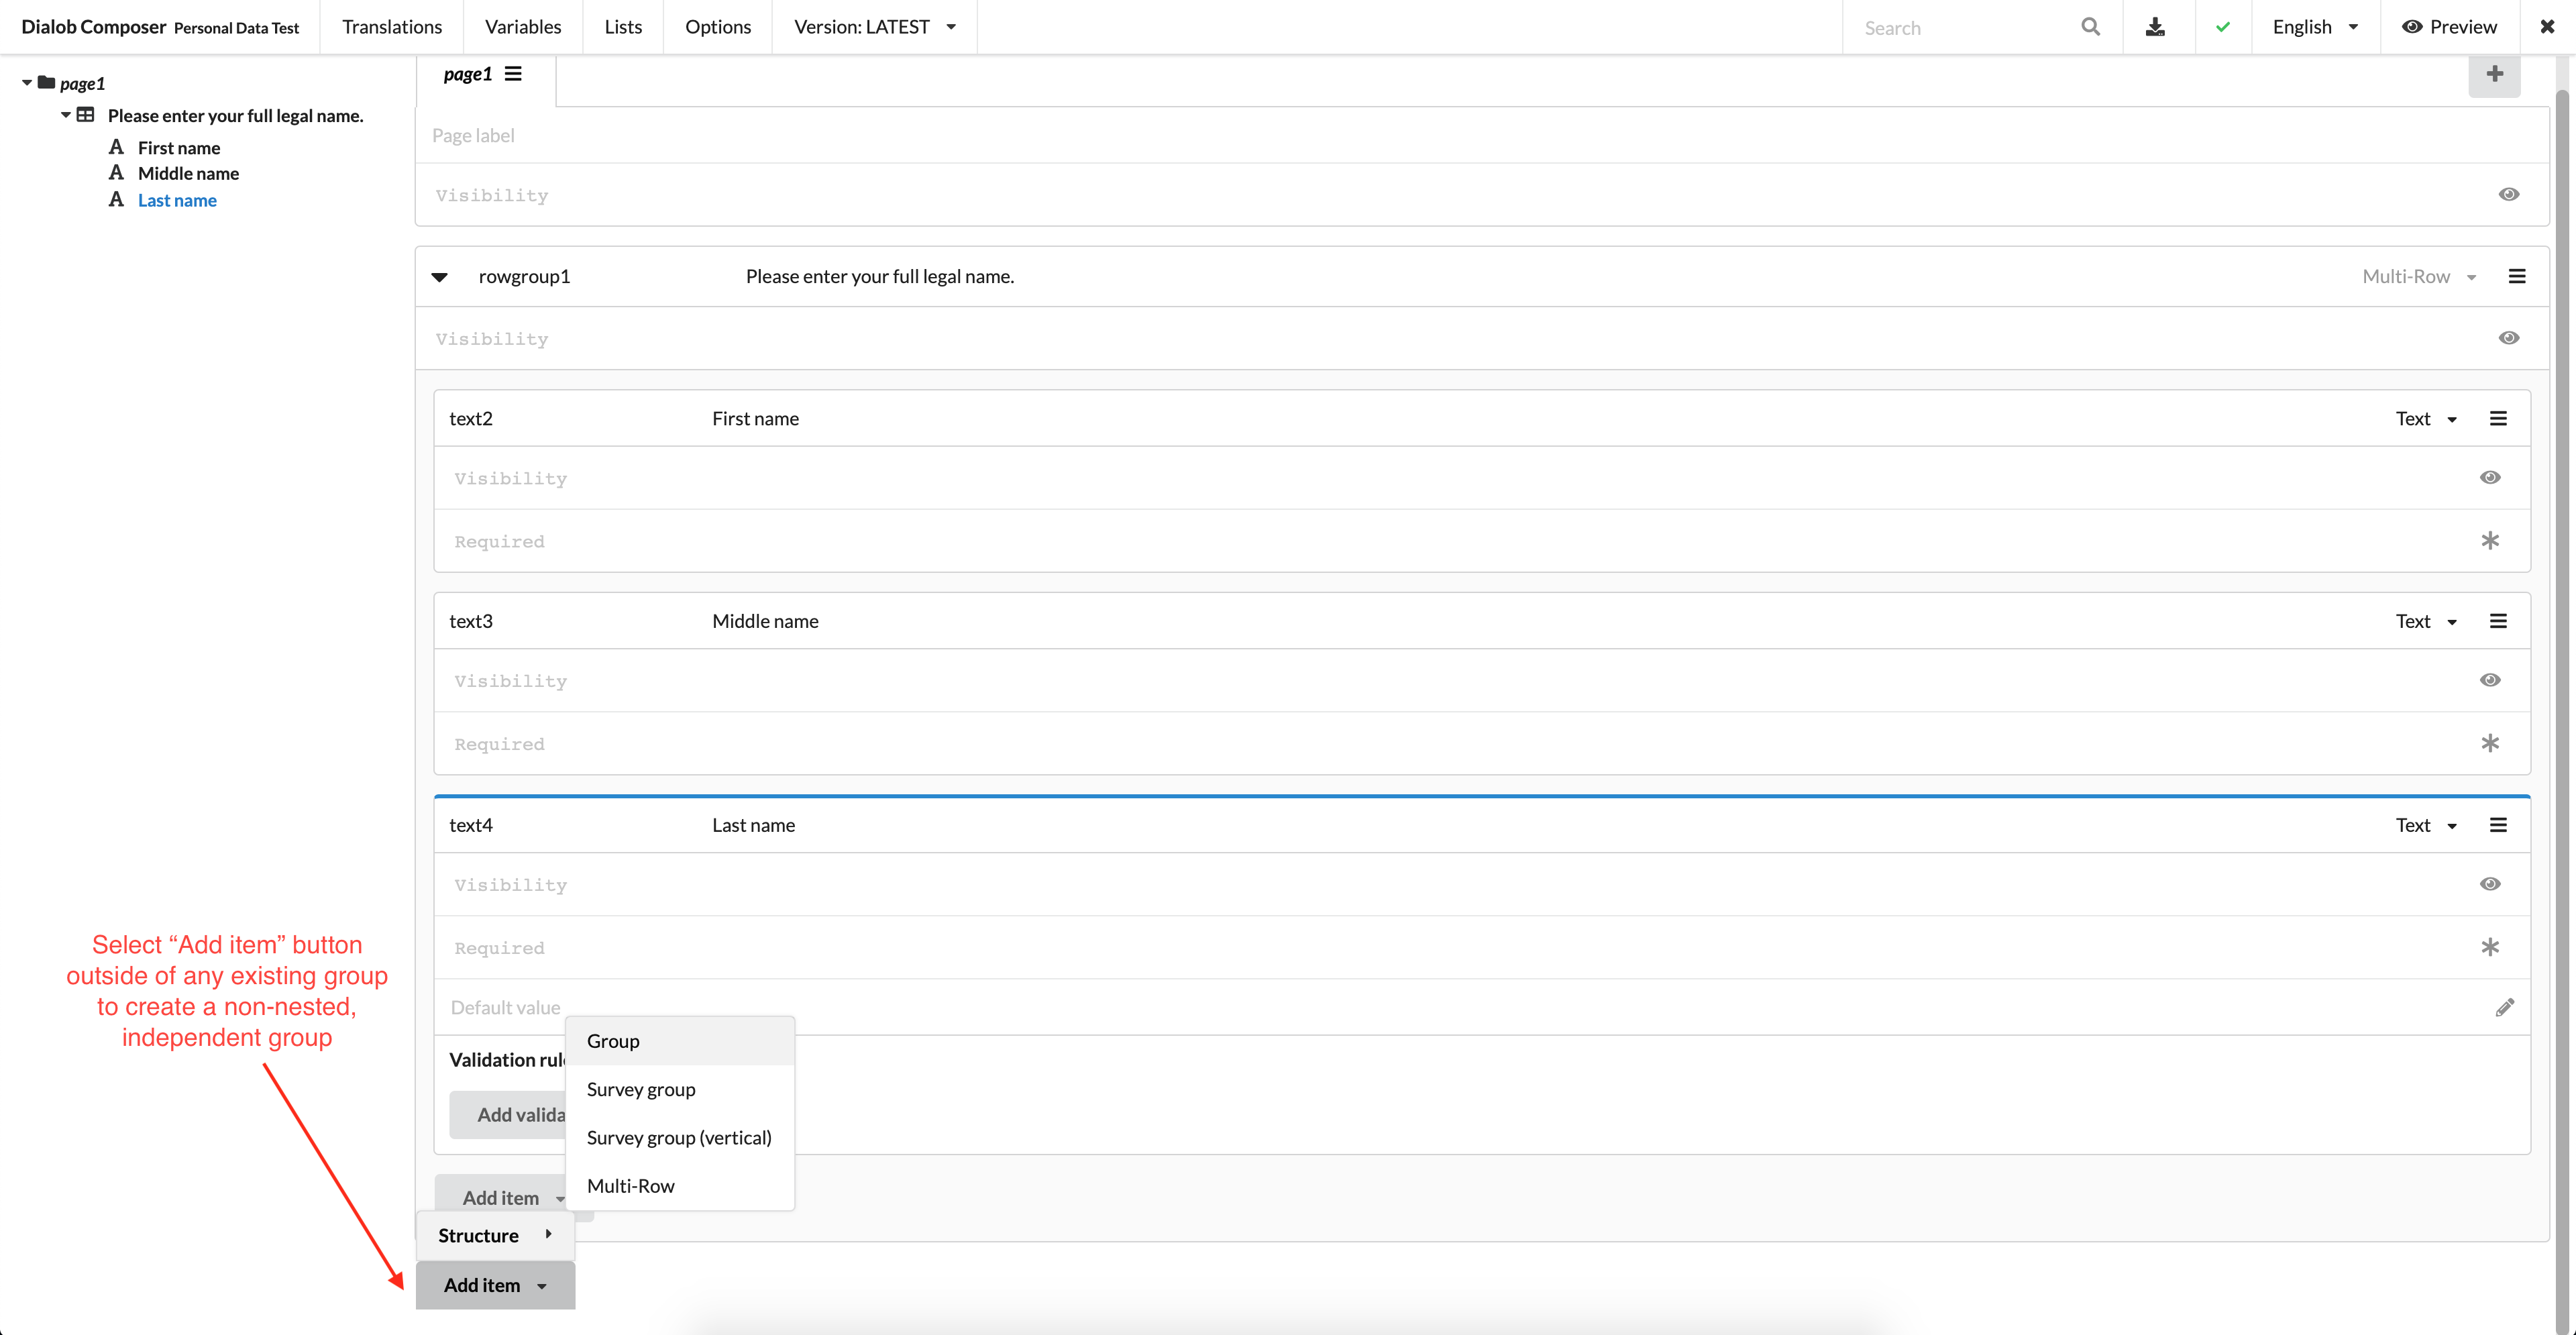 Dialob Composer Personal Data Test Translations Variables Lists Options Version: LATEST Search English Preview
page1
Please enter your full legal name.
First name
Middle name
Last name
page1
Page label
Visibility
rowgroup1 Please enter your full legal name. Multi-Row
Visibility
text2 First name Text
Visibility
Required
text3 Middle name Text
Visibility
Required
text4 Last name Text
Visibility
Required
Default value
Validation rul
Add valida
Group
Survey group
Survey group (vertical)
Multi-Row
Add item
Structure
Add item
Select “Add item” button
outside of any existing group
to create a non-nested,
independent group